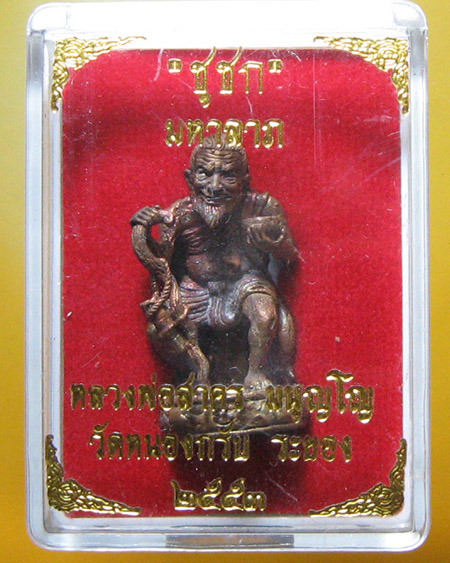 "ชูชก"
มหาลาภ
หลวงพ่อสาคร มนุญโญ
วัดหนองกรับ ระยอง
๒๕๕๓